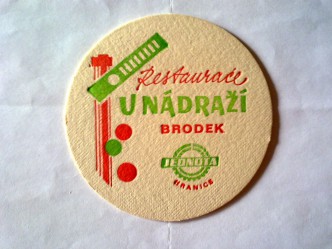 Restaurace
U NÁDRAŽÍ
BRODEK
JEDNOTA
HRANICE